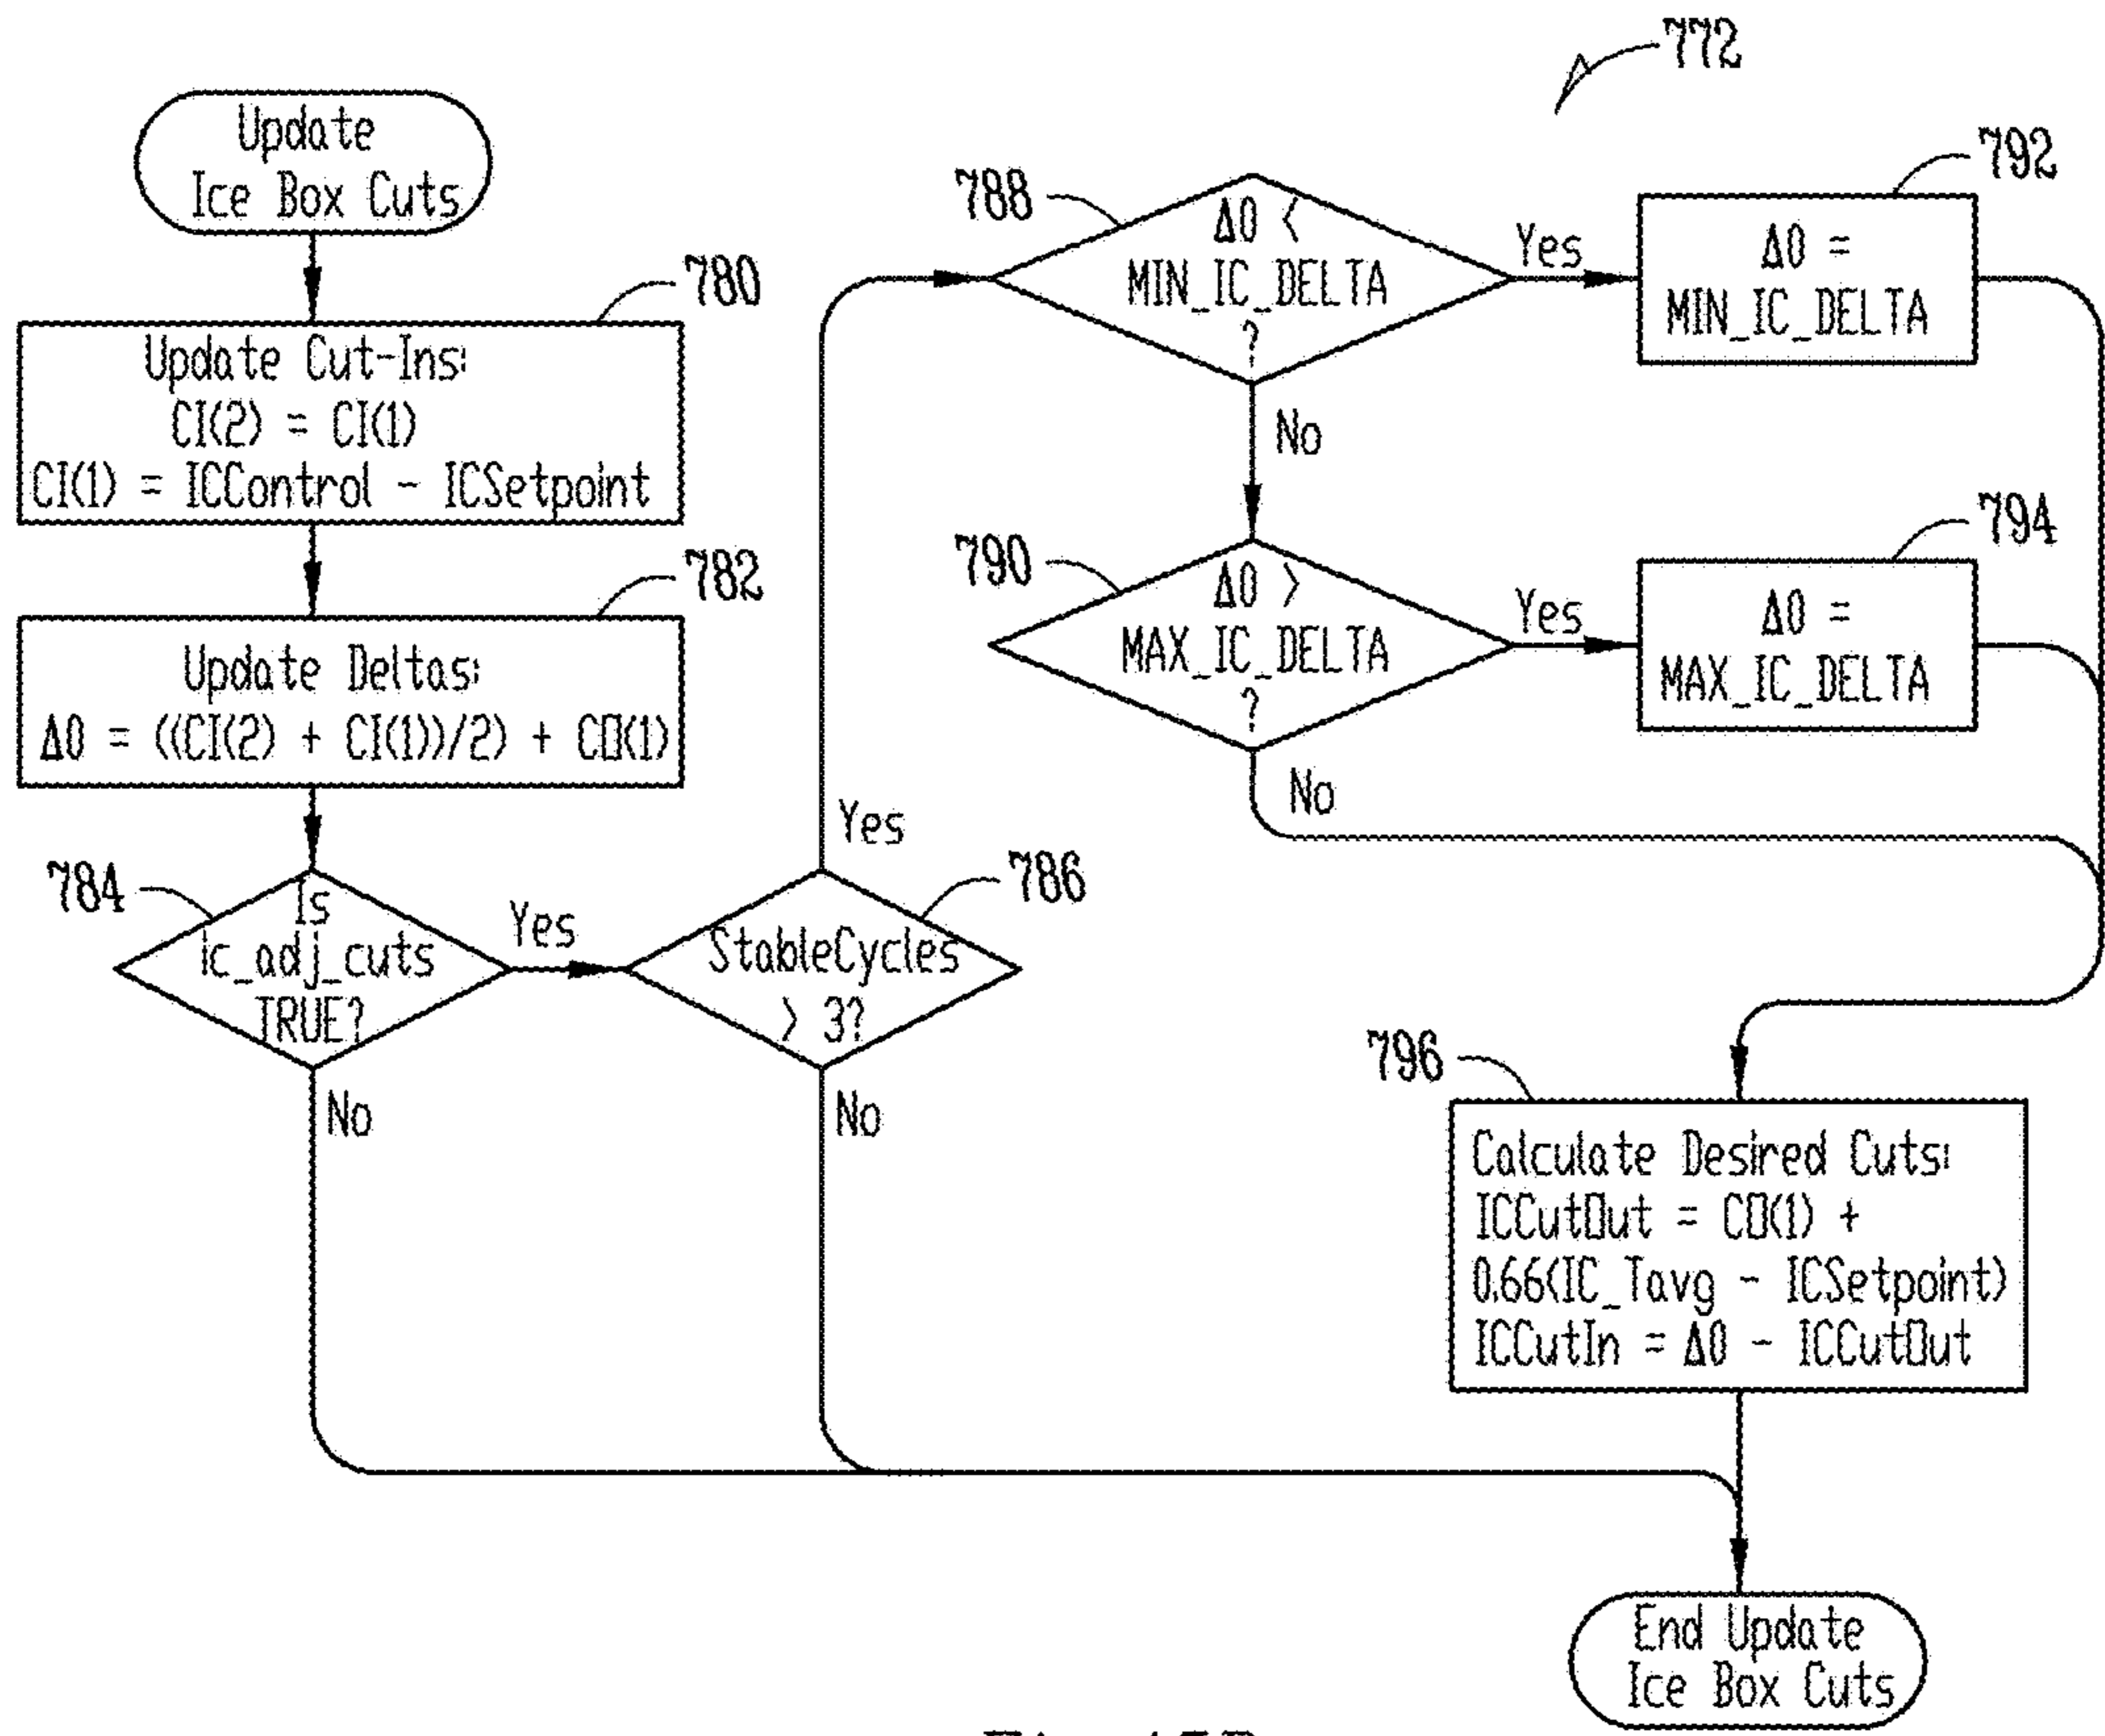 772
Update
Ice Box Cuts
780
Update Cut-Ins:
CI(2) = CI(1)
CI(1) = ICControl - ICSetpoint
782
Update Deltas:
Δ0 = ((CI(2) + CI(1))/2) + CO(1)
784
Is
ic_adj_cuts
TRUE?
Yes
No
786
StableCycles
> 3?
Yes
No
788
Δ0 <
MIN_IC_DELTA
?
Yes
No
792
Δ0 =
MIN_IC_DELTA
790
Δ0 >
MAX_IC_DELTA
?
Yes
No
794
Δ0 =
MAX_IC_DELTA
796
Calculate Desired Cuts:
ICCutOut = CO(1) +
0.66(IC_Tavg - ICSetpoint)
ICCutIn = Δ0 - ICCutOut
End Update
Ice Box Cuts